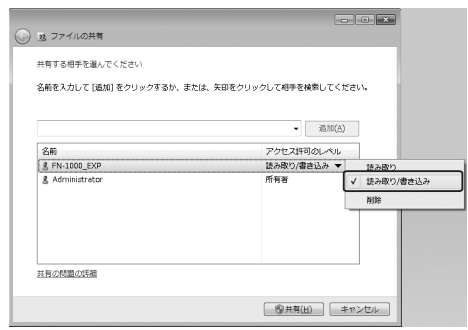 ファイルの共有
共有する相手を選んでください
名前を入力して [追加] をクリックするか、または、矢印をクリックして相手を検索してください。
追加(A)
名前 アクセス許可のレベル
FN-1000_EXP 読み取り/書き込み ▼
Administrator 所有者
読み取り
✓ 読み取り/書き込み
削除
共有の問題の詳細
共有(H) キャンセル